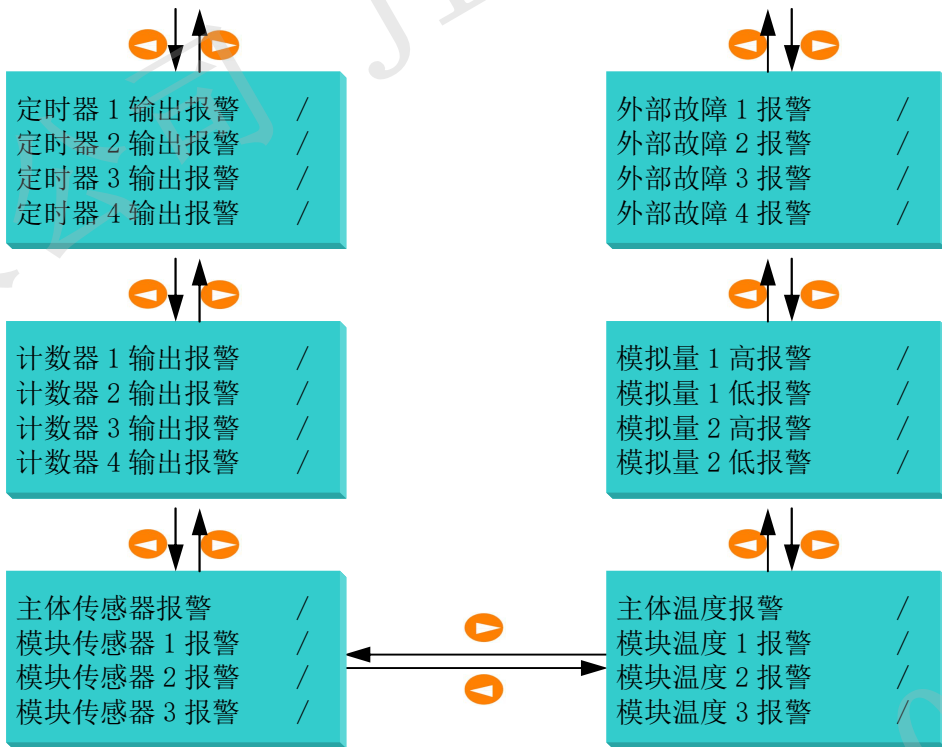 定时器 1 输出报警 /
定时器 2 输出报警 /
定时器 3 输出报警 /
定时器 4 输出报警 /
计数器 1 输出报警 /
计数器 2 输出报警 /
计数器 3 输出报警 /
计数器 4 输出报警 /
主体传感器报警 /
模块传感器 1 报警 /
模块传感器 2 报警 /
模块传感器 3 报警 /
外部故障 1 报警 /
外部故障 2 报警 /
外部故障 3 报警 /
外部故障 4 报警 /
模拟量 1 高报警 /
模拟量 1 低报警 /
模拟量 2 高报警 /
模拟量 2 低报警 /
主体温度报警 /
模块温度 1 报警 /
模块温度 2 报警 /
模块温度 3 报警 /
公司 J